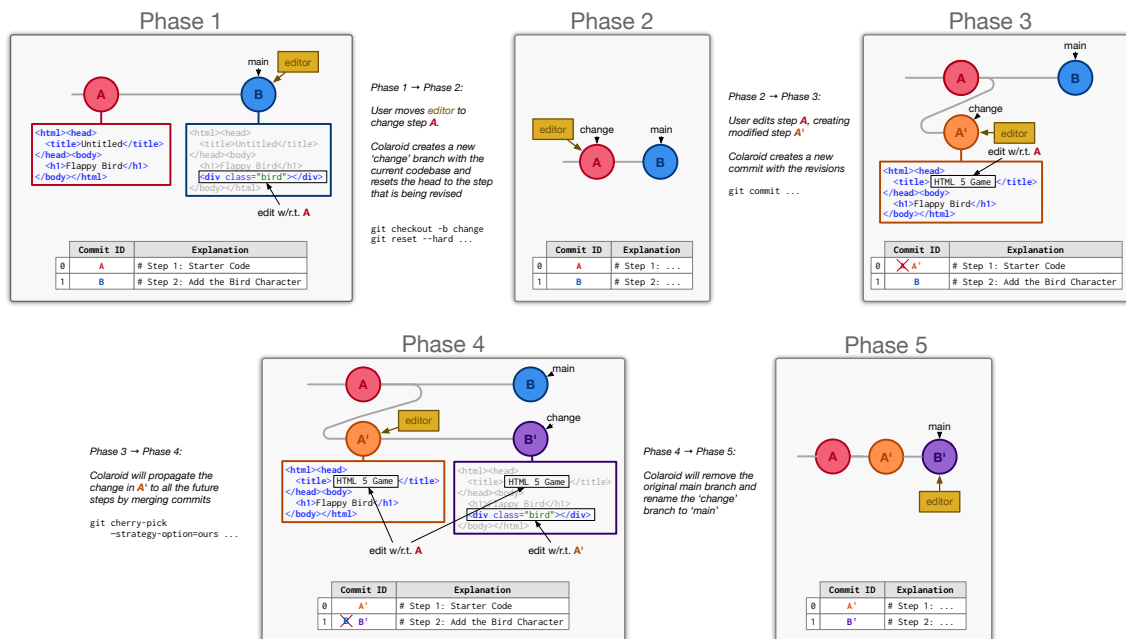 Phase 1
main
editor
A
B
<html><head>
<title>Untitled</title>
</head><body>
<h1>Flappy Bird</h1>
</body></html>
<html><head>
<title>Untitled</title>
</head><body>
<h1>Flappy Bird</h1>
<div class="bird"></div>
</body></html>
edit w/r.t. A
Commit ID Explanation
0 A # Step 1: Starter Code
1 B # Step 2: Add the Bird Character
Phase 1 → Phase 2:
User moves editor to
change step A.
Colaroid creates a new
‘change’ branch with the
current codebase and
resets the head to the step
that is being revised
git checkout -b change
git reset --hard ...
Phase 2
editor
change
main
A
B
Commit ID Explanation
0 A # Step 1: ...
1 B # Step 2: ...
Phase 2 → Phase 3:
User edits step A, creating
modified step A'
Colaroid creates a new
commit with the revisions
git commit ...
Phase 3
main
A
B
change
A'
editor
edit w/r.t. A
<html><head>
<title> HTML 5 Game </title>
</head><body>
<h1>Flappy Bird</h1>
</body></html>
Commit ID Explanation
0 A A' # Step 1: Starter Code
1 B # Step 2: Add the Bird Character
Phase 3 → Phase 4:
Colaroid will propagate the
change in A' to all the future
steps by merging commits
git cherry-pick
–strategy-option=ours ...
Phase 4
A
B
main
editor
change
A'
B'
<html><head>
<title> HTML 5 Game </title>
</head><body>
<h1>Flappy Bird</h1>
</body></html>
<html><head>
<title> HTML 5 Game </title>
</head><body>
<h1>Flappy Bird</h1>
<div class="bird"></div>
</body></html>
edit w/r.t. A
edit w/r.t. A'
Commit ID Explanation
0 A' # Step 1: Starter Code
1 B B' # Step 2: Add the Bird Character
Phase 4 → Phase 5:
Colaroid will remove the
original main branch and
rename the ‘change’
branch to ‘main’
Phase 5
main
A
A'
B'
editor
Commit ID Explanation
0 A' # Step 1: ...
1 B' # Step 2: ...